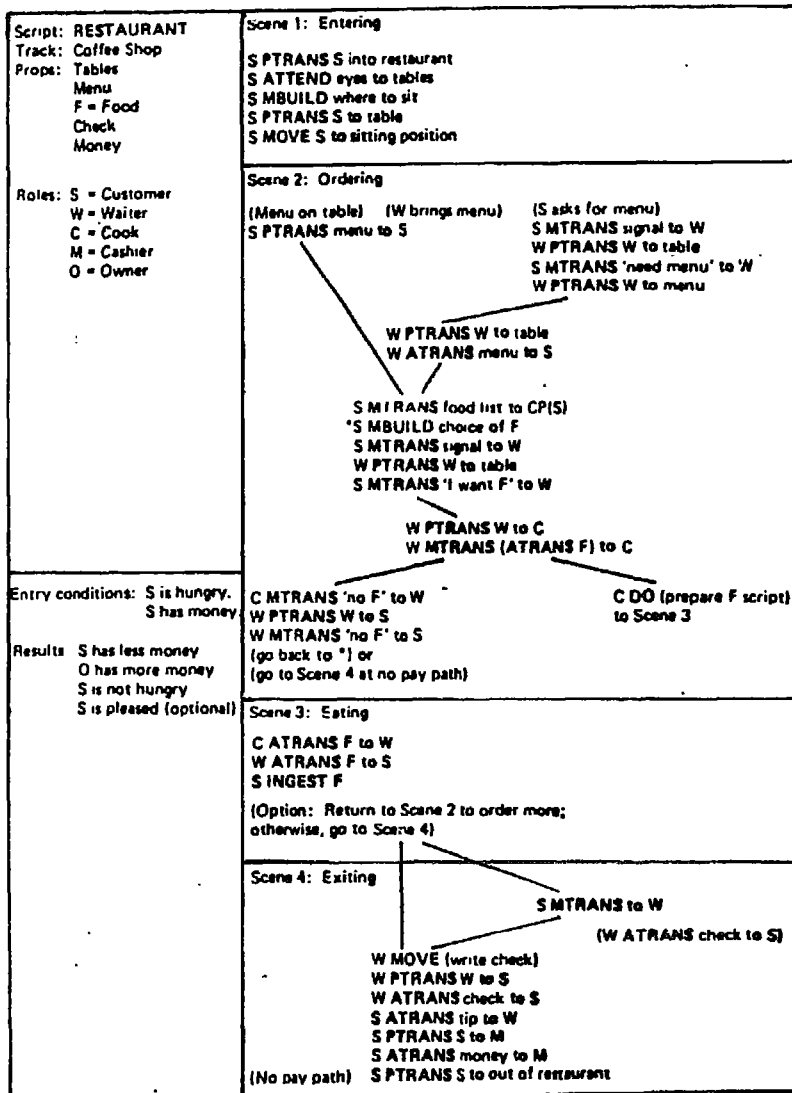 Script: RESTAURANT
Track: Coffee Shop
Props: Tables
Menu
F = Food
Check
Money
Roles: S = Customer
W = Waiter
C = Cook
M = Cashier
O = Owner
Entry conditions: S is hungry.
S has money.
Results S has less money
O has more money
S is not hungry
S is pleased (optional)
Scene 1: Entering
S PTRANS S into restaurant
S ATTEND eyes to tables
S MBUILD where to sit
S PTRANS S to table
S MOVE S to sitting position
Scene 2: Ordering
(Menu on table) (W brings menu) (S asks for menu)
S PTRANS menu to S
S MTRANS signal to W
W PTRANS W to table
S MTRANS 'need menu' to W
W PTRANS W to menu
W PTRANS W to table
W ATRANS menu to S
S MTRANS food list to CP(S)
*S MBUILD choice of F
S MTRANS signal to W
W PTRANS W to table
S MTRANS 'I want F' to W
W PTRANS W to C
W MTRANS (ATRANS F) to C
C MTRANS 'no F' to W
W PTRANS W to S
W MTRANS 'no F' to S
(go back to *) or
(go to Scene 4 at no pay path)
C DO (prepare F script)
to Scene 3
Scene 3: Eating
C ATRANS F to W
W ATRANS F to S
S INGEST F
(Option: Return to Scene 2 to order more;
otherwise, go to Scene 4)
Scene 4: Exiting
S MTRANS to W
(W ATRANS check to S)
W MOVE (write check)
W PTRANS W to S
W ATRANS check to S
S ATRANS tip to W
S PTRANS S to M
S ATRANS money to M
(No pay path) S PTRANS S to out of restaurant